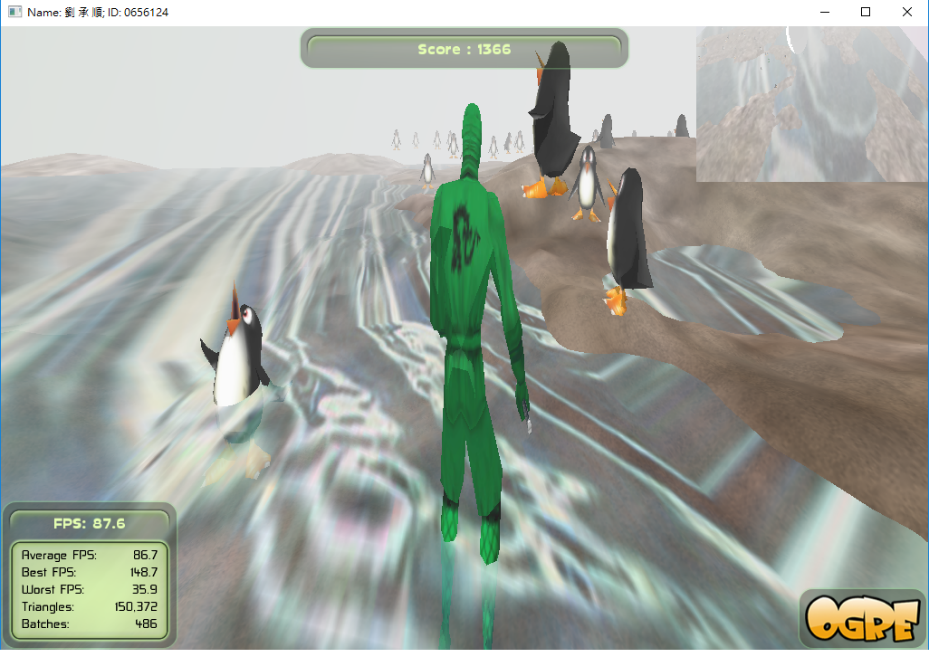 Name: 劉 承 順; ID: 0656124
Score : 1366
FPS: 87.6
Average FPS: 86.7
Best FPS: 148.7
Worst FPS: 35.9
Triangles: 150,372
Batches: 486
OGRE